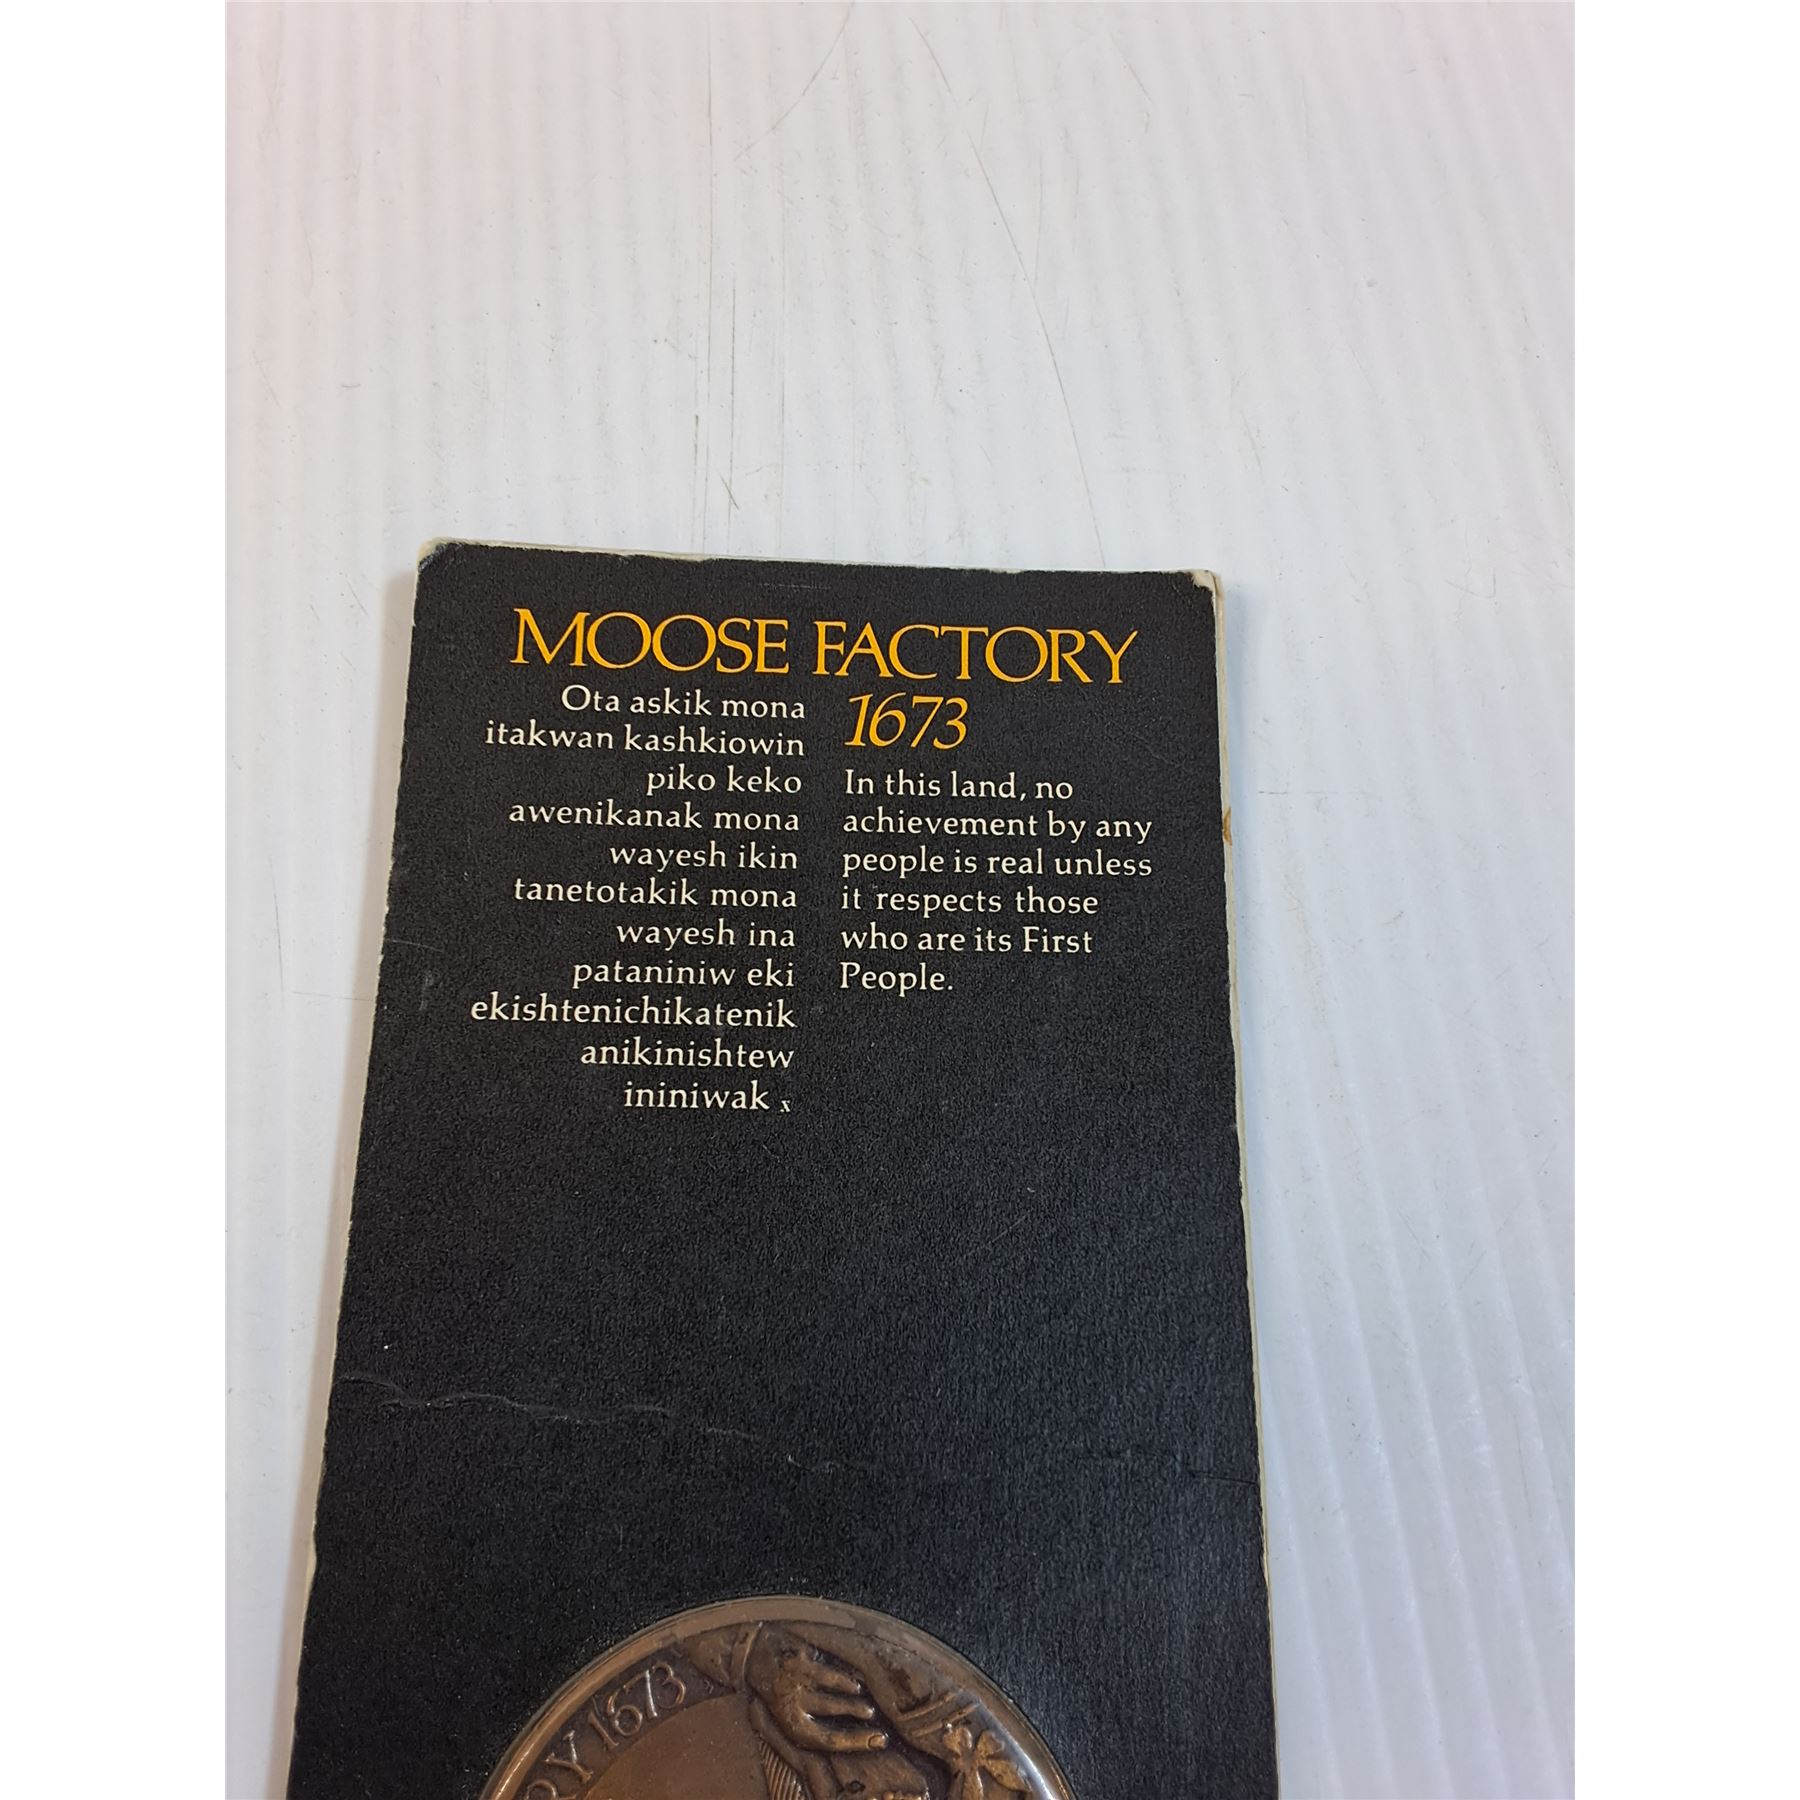 MOOSE FACTORY
1673
Ota askik mona
itakwan kashkiowin
piko keko
awenikanak mona
wayesh ikin
tanetotakik mona
wayesh ina
pataniniw eki
ekishtenichikatenik
anikinishtew
ininiwak x
In this land, no
achievement by any
people is real unless
it respects those
who are its First
People.
RY 1673